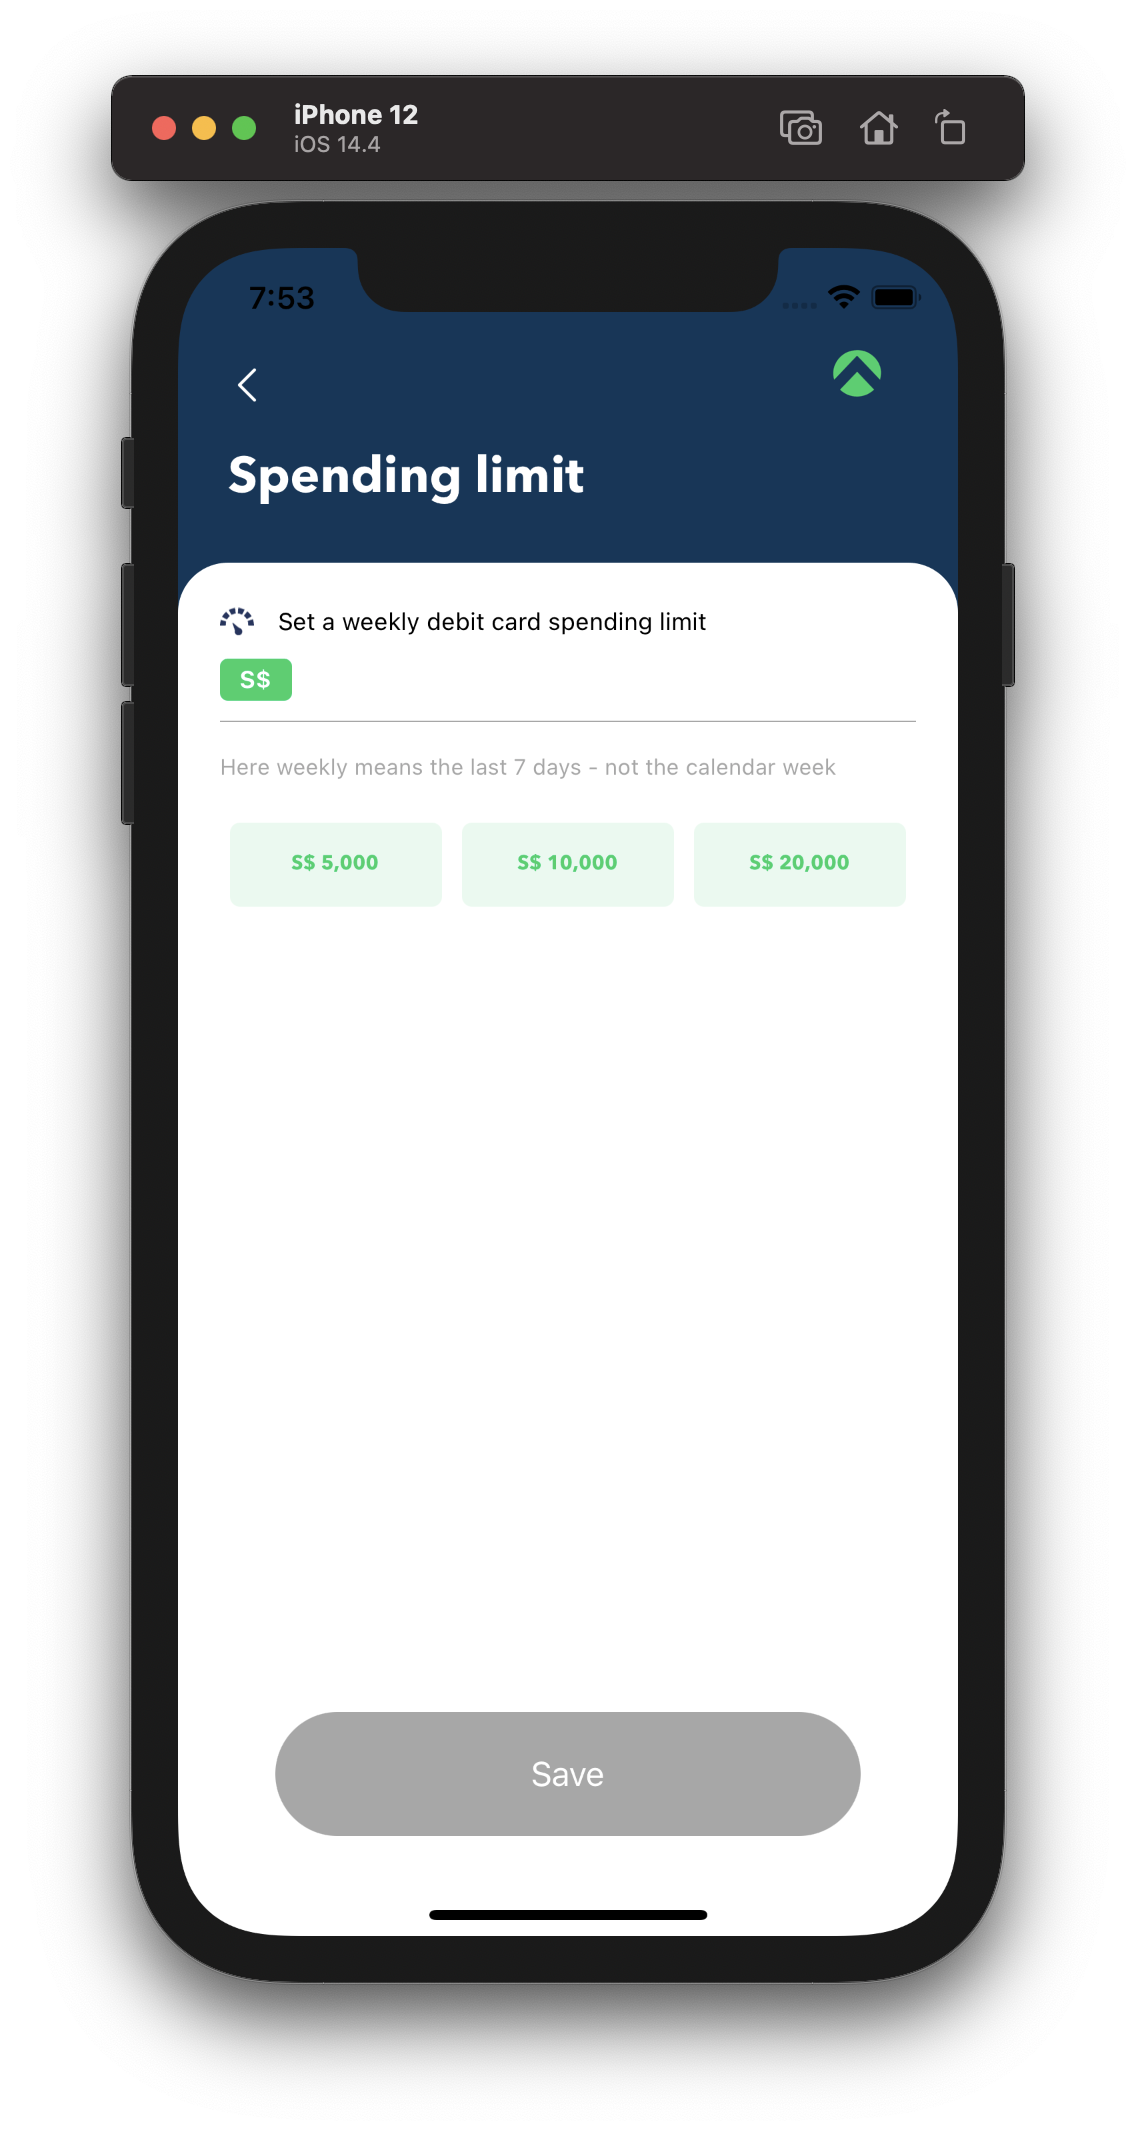 iPhone 12
iOS 14.4
7:53
Spending limit
Set a weekly debit card spending limit
S$
Here weekly means the last 7 days - not the calendar week
S$ 5,000 S$ 10,000 S$ 20,000
Save